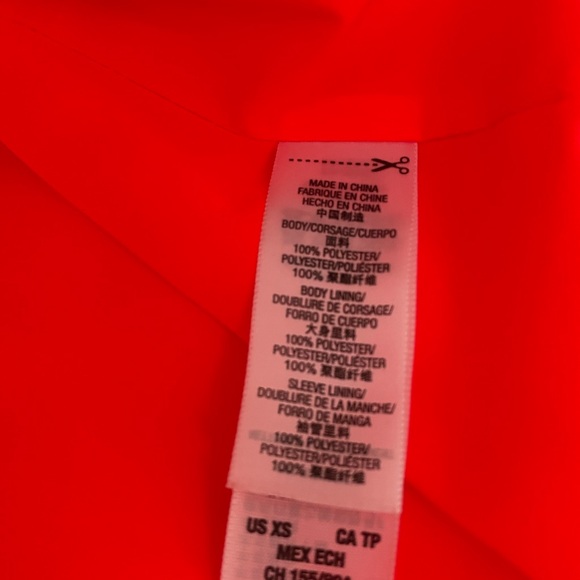 MADE IN CHINA
FABRIQUE EN CHINE
HECHO EN CHINA
中国制造
BODY/CORSAGE/CUERPO
面料
100% POLYESTER/
POLYESTER/POLIÉSTER
100% 聚酯纤维
BODY LINING/
DOUBLURE DE CORSAGE/
FORRO DE CUERPO
大身里料
100% POLYESTER/
POLYESTER/POLIÉSTER
100% 聚酯纤维
SLEEVE LINING/
DOUBLURE DE LA MANCHE/
FORRO DE MANGA
袖管里料
100% POLYESTER/
POLYESTER/POLIÉSTER
100% 聚酯纤维
US XS CA TP
MEX ECH
CH 155/80A